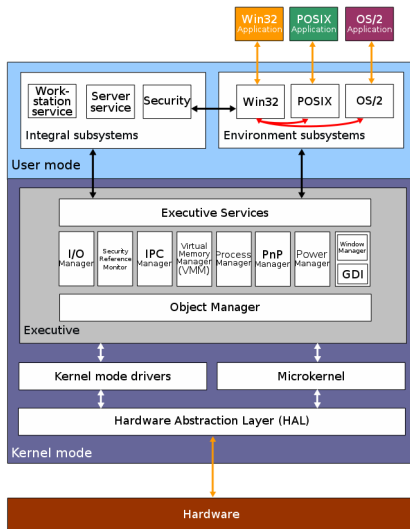 Win32
Application
POSIX
Application
OS/2
Application
Work-
station
service
Server
service
Security
Integral subsystems
Win32
POSIX
OS/2
Environment subsystems
User mode
Executive Services
I/O
Manager
Security
Reference
Monitor
IPC
Manager
Virtual
Memory
Manager
(VMM)
Process
Manager
PnP
Manager
Power
Manager
Window
Manager
GDI
Object Manager
Executive
Kernel mode drivers
Microkernel
Hardware Abstraction Layer (HAL)
Kernel mode
Hardware